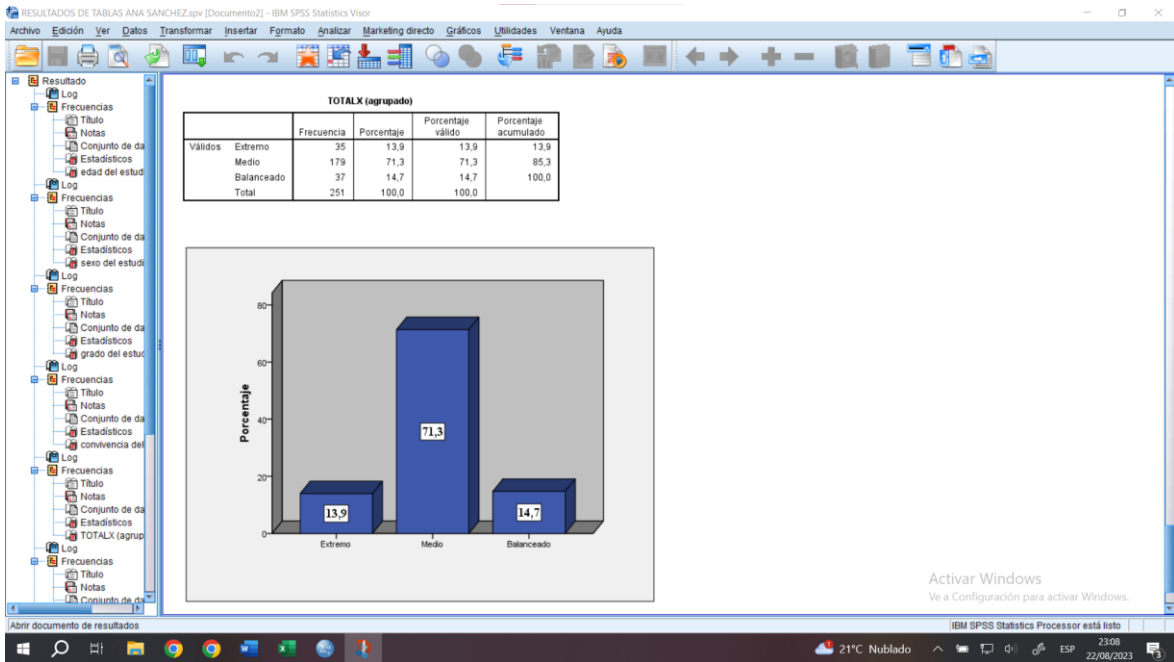 RESULTADOS DE TABLAS ANA SANCHEZ.spv [Documento2] - IBM SPSS Statistics Visor
Archivo Edición Ver Datos Transformar Insertar Formato Analizar Marketing directo Gráficos Utilidades Ventana Ayuda
Resultado
Log
Frecuencias
Título
Notas
Conjunto de da
Estadísticos
edad del estud
Log
Frecuencias
Título
Notas
Conjunto de da
Estadísticos
sexo del estudi
Log
Frecuencias
Título
Notas
Conjunto de da
Estadísticos
grado del estud
Log
Frecuencias
Título
Notas
Conjunto de da
Estadísticos
convivencia del
Log
Frecuencias
Título
Notas
Conjunto de da
Estadísticos
TOTALX (agrup
Log
Frecuencias
Título
Notas
Conjunto de da
TOTALX (agrupado)
Frecuencia Porcentaje Porcentaje válido Porcentaje acumulado
Válidos Extremo 35 13,9 13,9 13,9
Medio 179 71,3 71,3 85,3
Balanceado 37 14,7 14,7 100,0
Total 251 100,0 100,0
Porcentaje
80
60
40
20
0
71,3
13,9
14,7
Extremo Medio Balanceado
Activar Windows
Ve a Configuración para activar Windows.
Abrir documento de resultados
IBM SPSS Statistics Processor está listo
21°C Nublado
ESP
23:08
22/08/2023
3